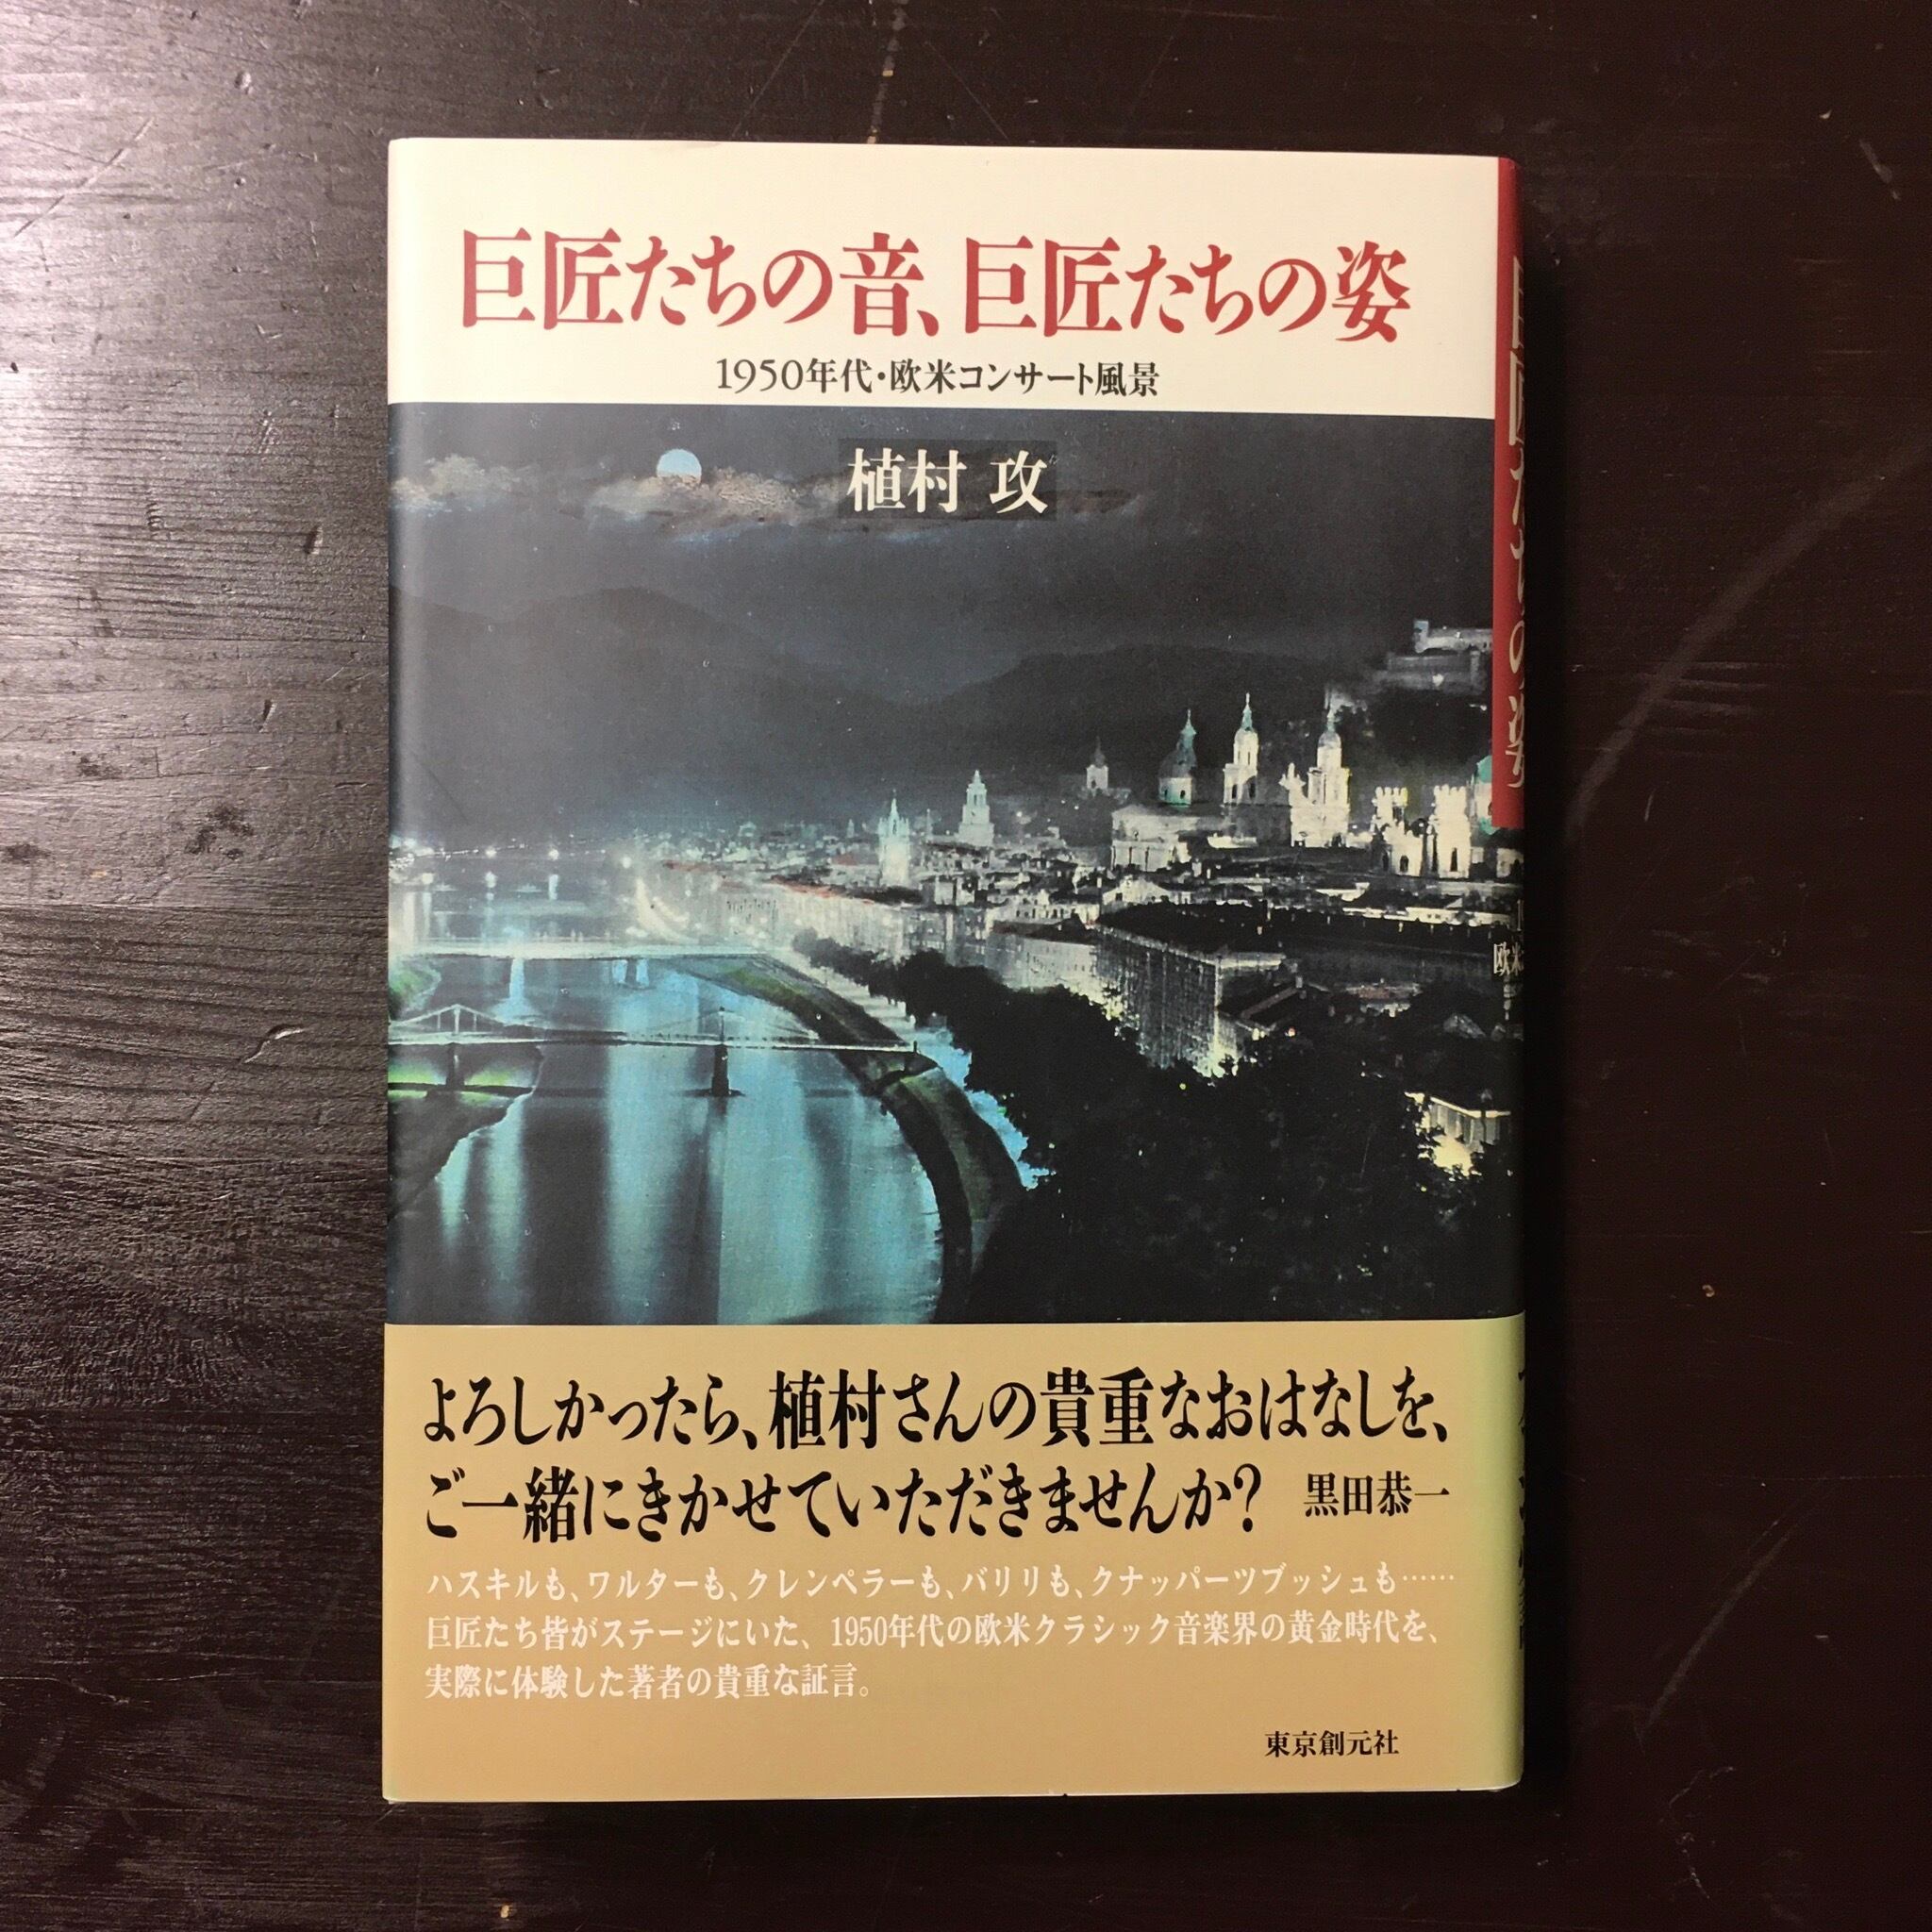 巨匠たちの音、巨匠たちの姿
1950年代・欧米コンサート風景
植村 攻
よろしかったら、植村さんの貴重なおはなしを、
ご一緒にきかせていただきませんか? 黒田恭一
ハスキルも、ワルターも、クレンペラーも、バリリも、クナッパーツブッシュも……
巨匠たち皆がステージにいた、1950年代の欧米クラシック音楽界の黄金時代を、
実際に体験した著者の貴重な証言。
東京創元社
巨匠たちの姿
欧米